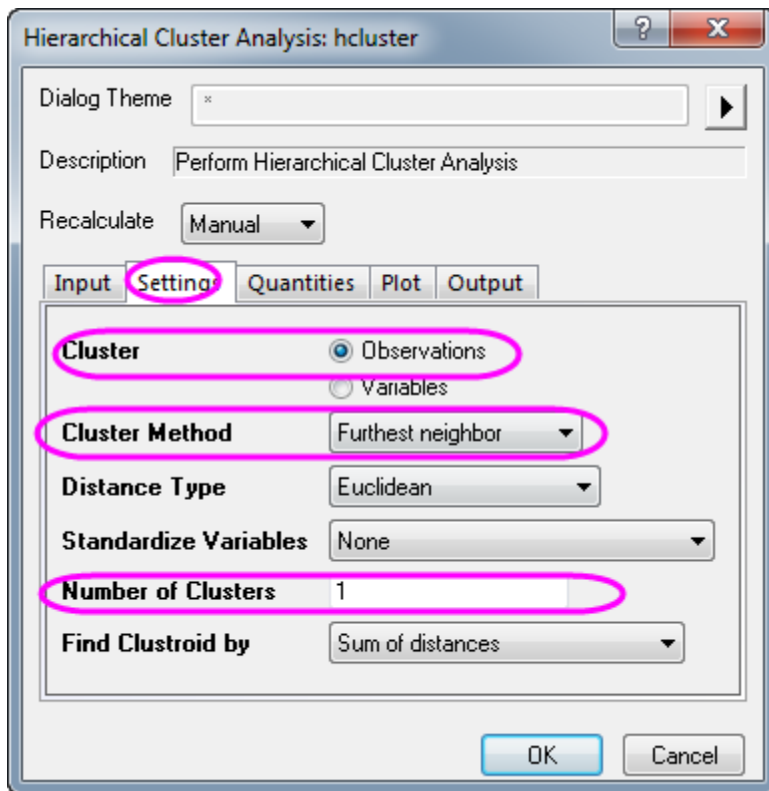 Hierarchical Cluster Analysis: hcluster
Dialog Theme *
Description Perform Hierarchical Cluster Analysis
Recalculate Manual
Input Settings Quantities Plot Output
Cluster Observations
Variables
Cluster Method Furthest neighbor
Distance Type Euclidean
Standardize Variables None
Number of Clusters 1
Find Clustroid by Sum of distances
OK Cancel